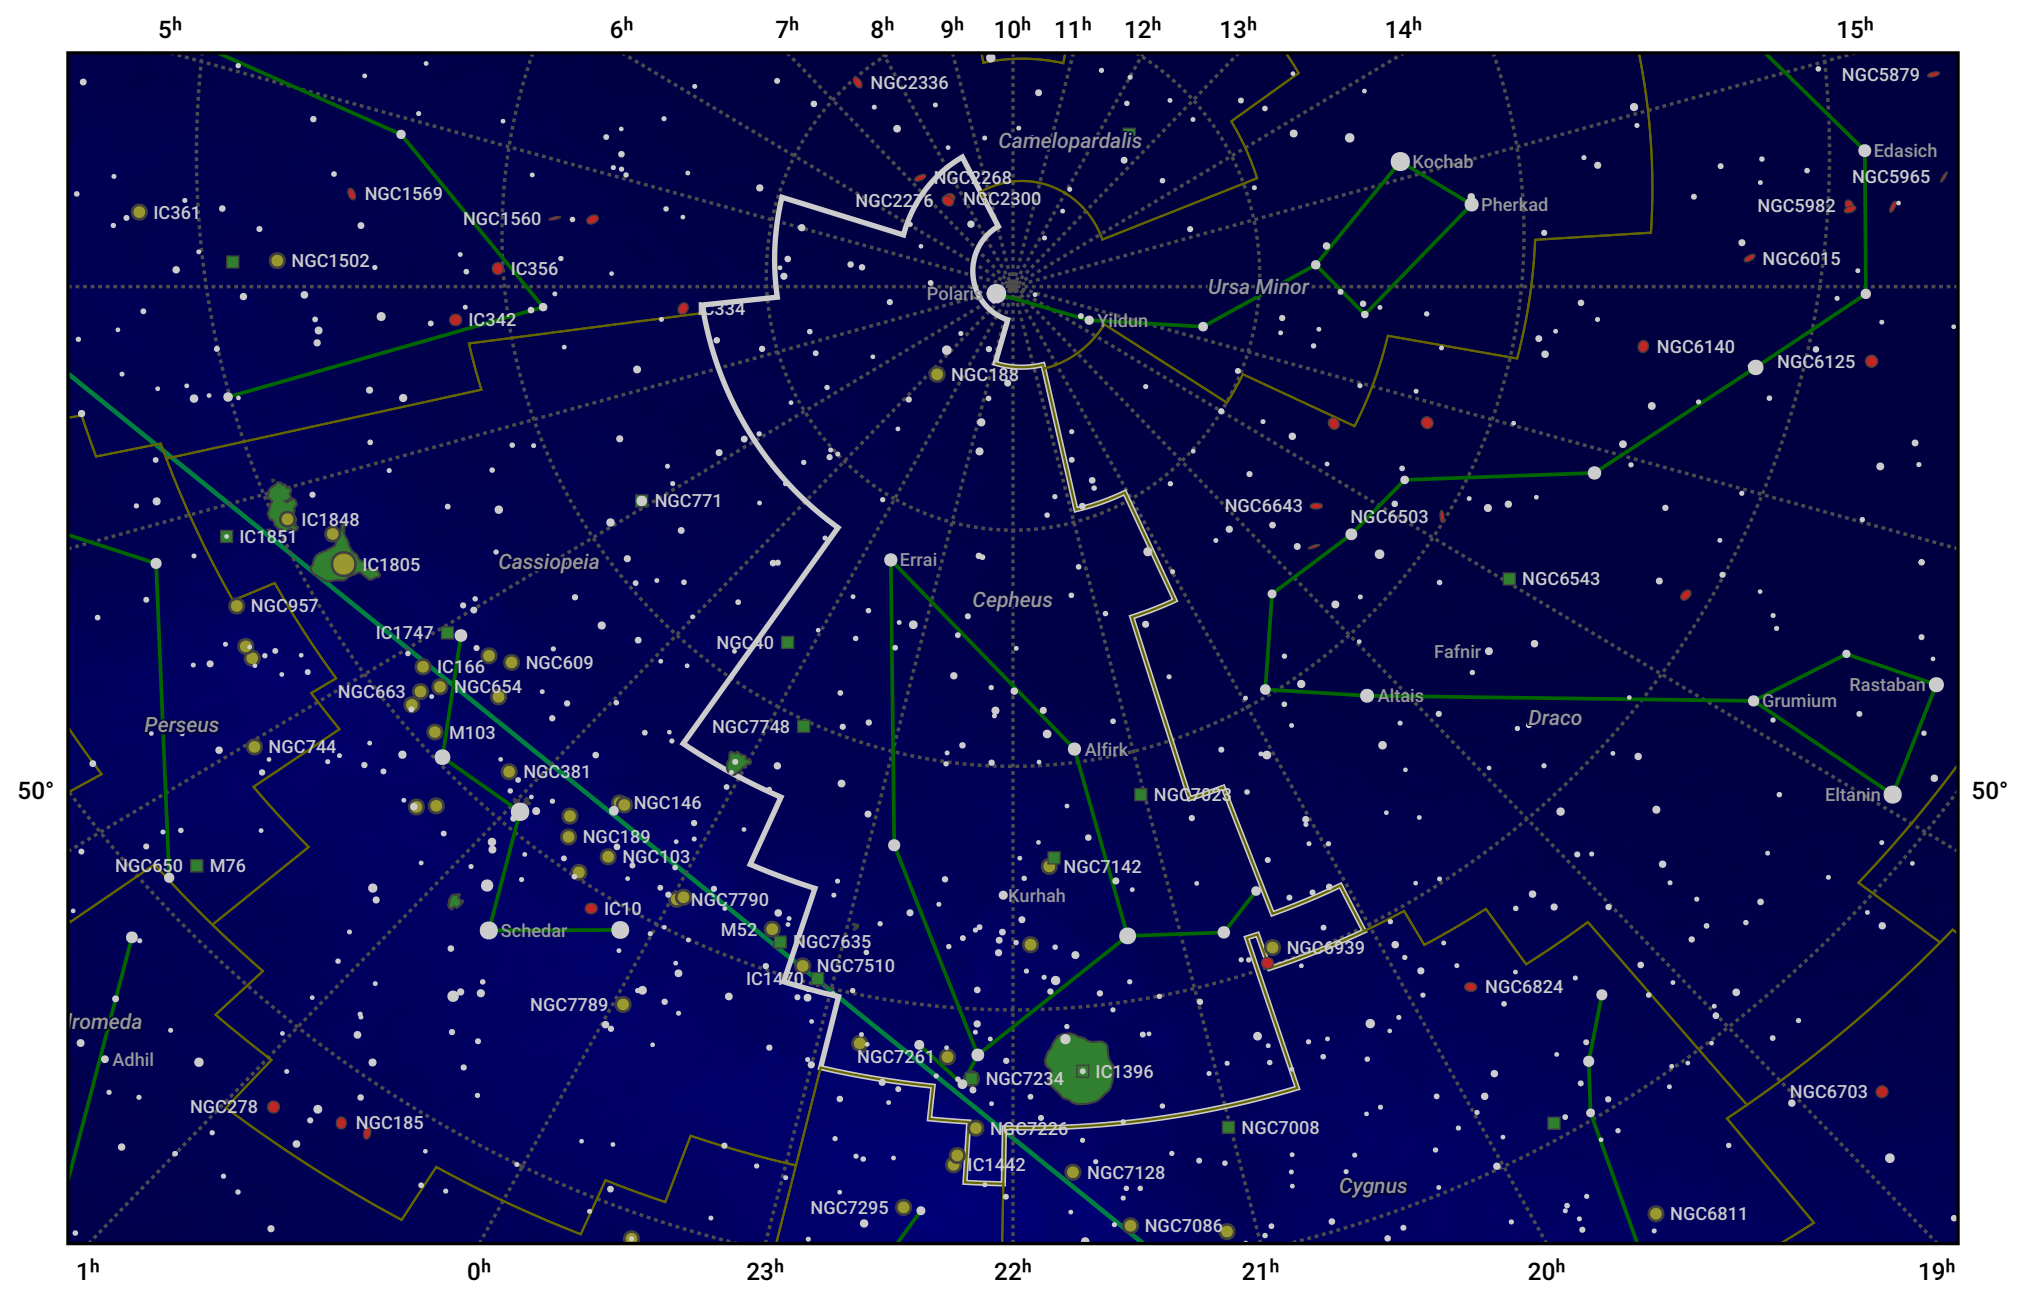 5h 6h 7h 8h 9h 10h 11h 12h 13h 14h 15h
NGC5879
NGC2336
Camelopardalis
Edasich
Kochab
NGC2268
NGC5965
IC361
NGC1569
NGC2276
NGC2300
Pherkad
NGC5982
NGC1560
NGC1502
IC356
NGC6015
Ursa Minor
Polaris
IC334
IC342
Yildun
NGC6140
NGC6125
NGC188
NGC771
NGC6643
NGC6503
IC1848
IC1851
Cassiopeia
Errai
IC1805
NGC6543
NGC957
Cepheus
IC1747
NGC40
Fafnir
IC166
NGC609
NGC663
NGC654
Altais
Grumium
Rastaban
Perseus
NGC7748
Draco
M103
NGC744
Alfirk
NGC381
50°
NGC7023
Eltanin
50°
NGC146
NGC189
NGC103
NGC650
M76
NGC7142
Kurhah
NGC7790
IC10
Schedar
M52
NGC7635
NGC6939
NGC7510
IC1470
NGC6824
NGC7789
dromeda
Adhil
NGC7261
NGC7234
IC1396
NGC6703
NGC278
NGC185
NGC7226
NGC7008
IC1442
NGC7128
Cygnus
NGC7295
NGC7086
NGC6811
1h 0h 23h 22h 21h 20h 19h